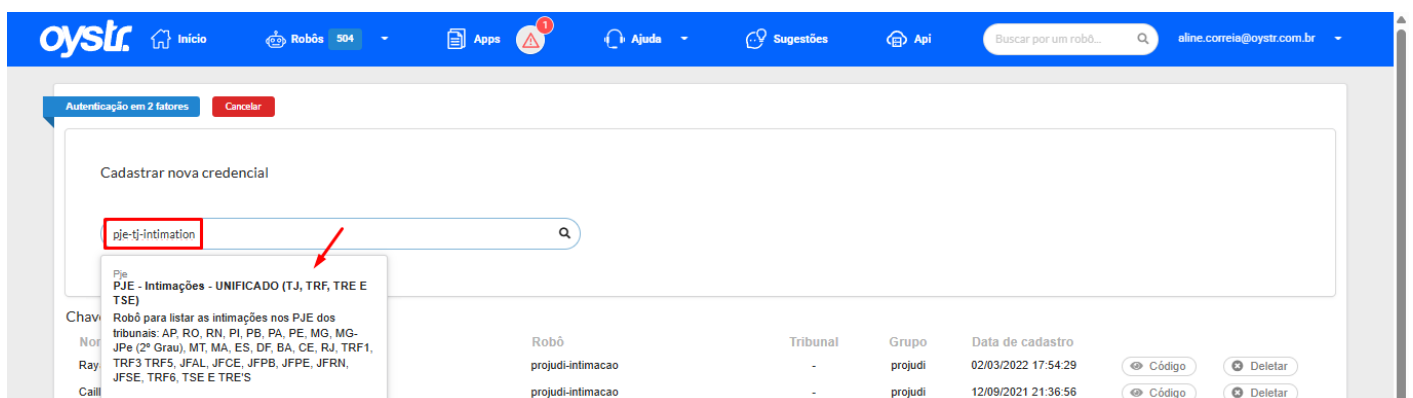 oystr. Início Robôs 504 Apps 1 Ajuda Sugestões Api Buscar por um robô... aline.correia@oystr.com.br
Autenticação em 2 fatores Cancelar
Cadastrar nova credencial
pje-tj-intimation
Pje
PJE - Intimações - UNIFICADO (TJ, TRF, TRE E
TSE)
Robô para listar as intimações nos PJE dos
tribunais: AP, RO, RN, PI, PB, PA, PE, MG, MG-
JPe (2º Grau), MT, MA, ES, DF, BA, CE, RJ, TRF1,
TRF3 TRF5, JFAL, JFCE, JFPB, JFPE, JFRN,
JFSE, TRF6, TSE E TRE'S
Robô Tribunal Grupo Data de cadastro
projudi-intimacao - projudi 02/03/2022 17:54:29 Código Deletar
projudi-intimacao - projudi 12/09/2021 21:36:56 Código Deletar